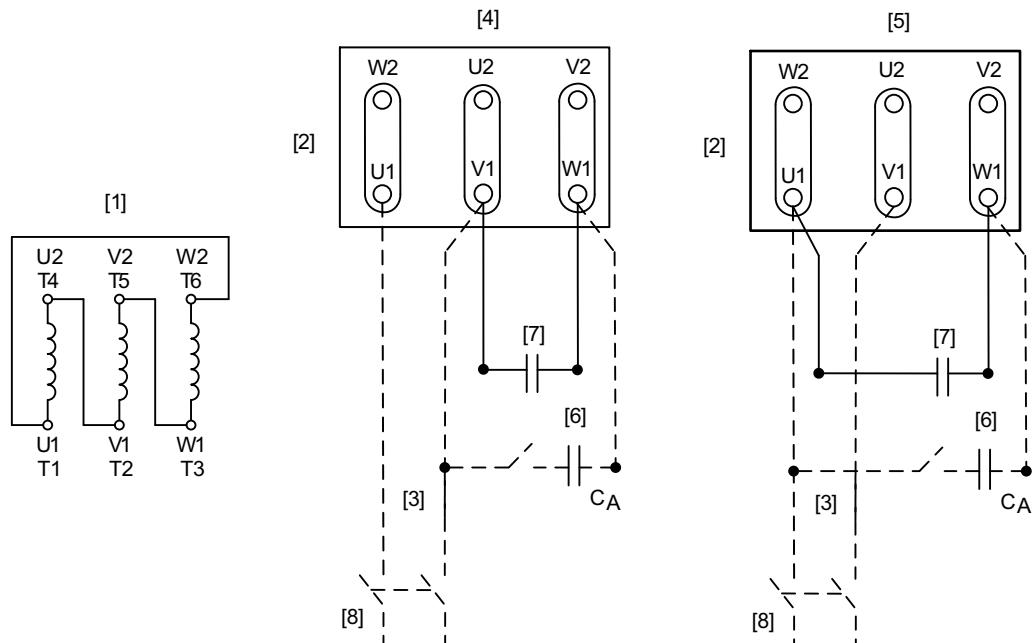 [4]
[5]
W2 U2 V2
W2 U2 V2
[2]
[2]
U1 V1 W1
U1 V1 W1
[1]
U2 V2 W2
T4 T5 T6
[7]
[7]
[6]
[6]
U1 V1 W1
T1 T2 T3
[3]
CA
[3]
CA
[8]
[8]